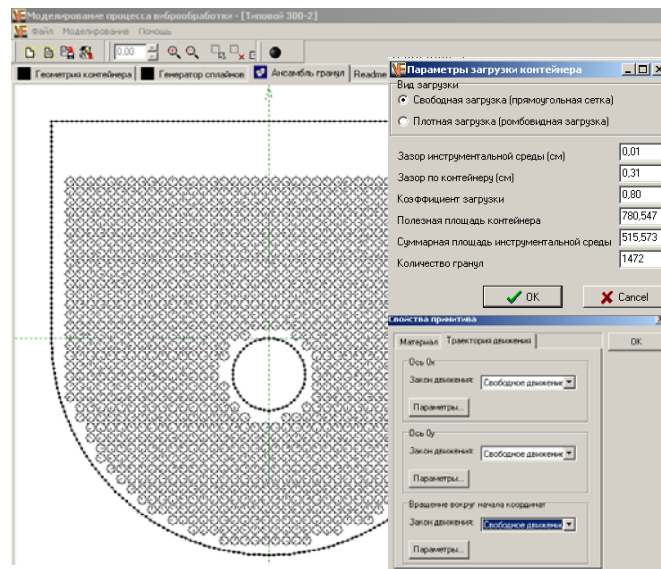 Моделирование процесса виброобработки - [Типовой 300-2]
Файл Моделирование Помощь
0.00
Геометрия контейнера Генератор сплайнов Ансамбль гранул Readme
Параметры загрузки контейнера
Вид загрузки
Свободная загрузка (прямоугольная сетка)
Плотная загрузка (ромбовидная загрузка)
Зазор инструментальной среды (см) 0,01
Зазор по контейнеру (см) 0,31
Коэффициент загрузки 0,80
Полезная площадь контейнера 780,547
Суммарная площадь инструментальной среды 515,573
Количество гранул 1472
OK Cancel
Свойства примитива
Материал Траектория движения OK
Ось Ox
Закон движения: Свободное движение
Параметры...
Ось Oy
Закон движения: Свободное движение
Параметры...
Вращение вокруг начала координат
Закон движения: Свободное движение
Параметры...